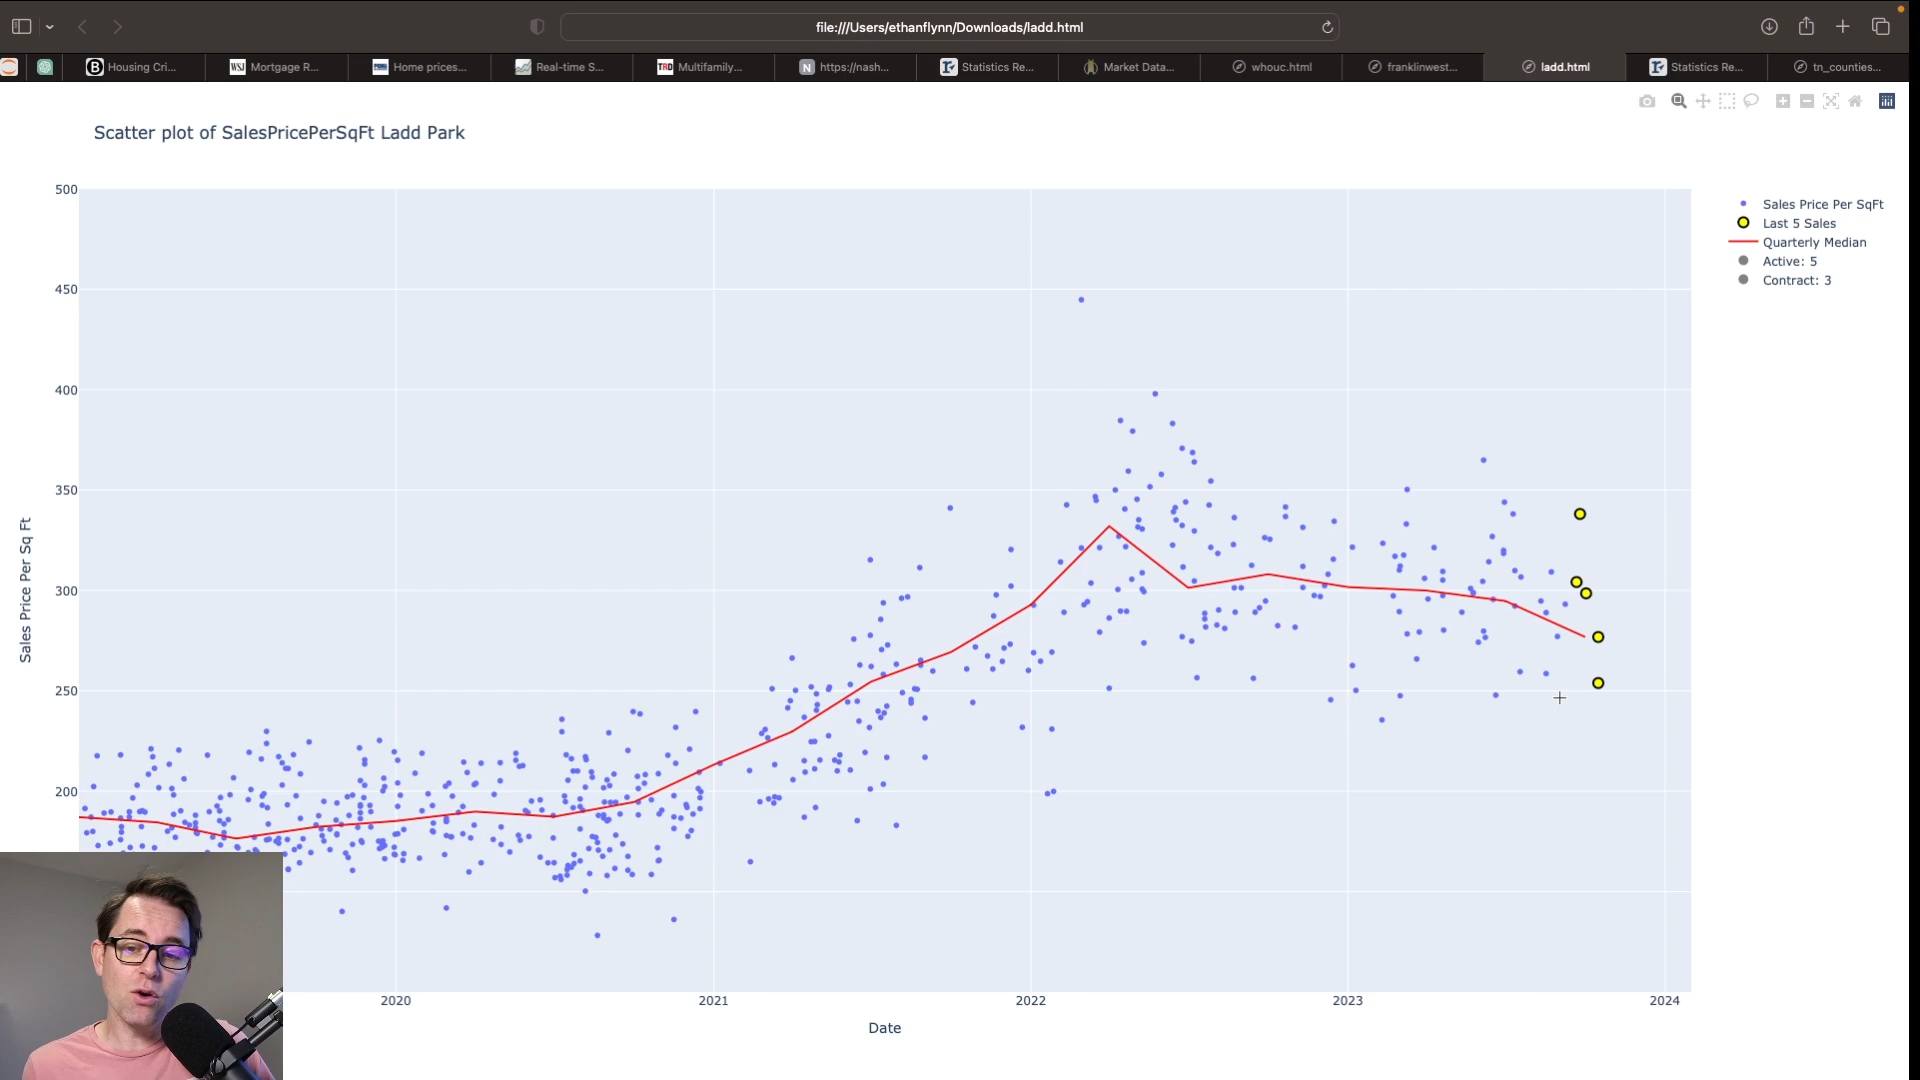 file:///Users/ethanflynn/Downloads/ladd.html
B Housing Cri...
WSJ Mortgage R...
Home prices...
Real-time S...
TRD Multifamily...
N https://nash...
Statistics Re...
Market Data...
whouc.html
franklinwest...
ladd.html
Statistics Re...
tn_counties...
Scatter plot of SalesPricePerSqFt Ladd Park
Sales Price Per SqFt
Last 5 Sales
Quarterly Median
Active: 5
Contract: 3
500
450
400
350
300
250
200
Sales Price Per Sq Ft
2020
2021
2022
2023
2024
Date